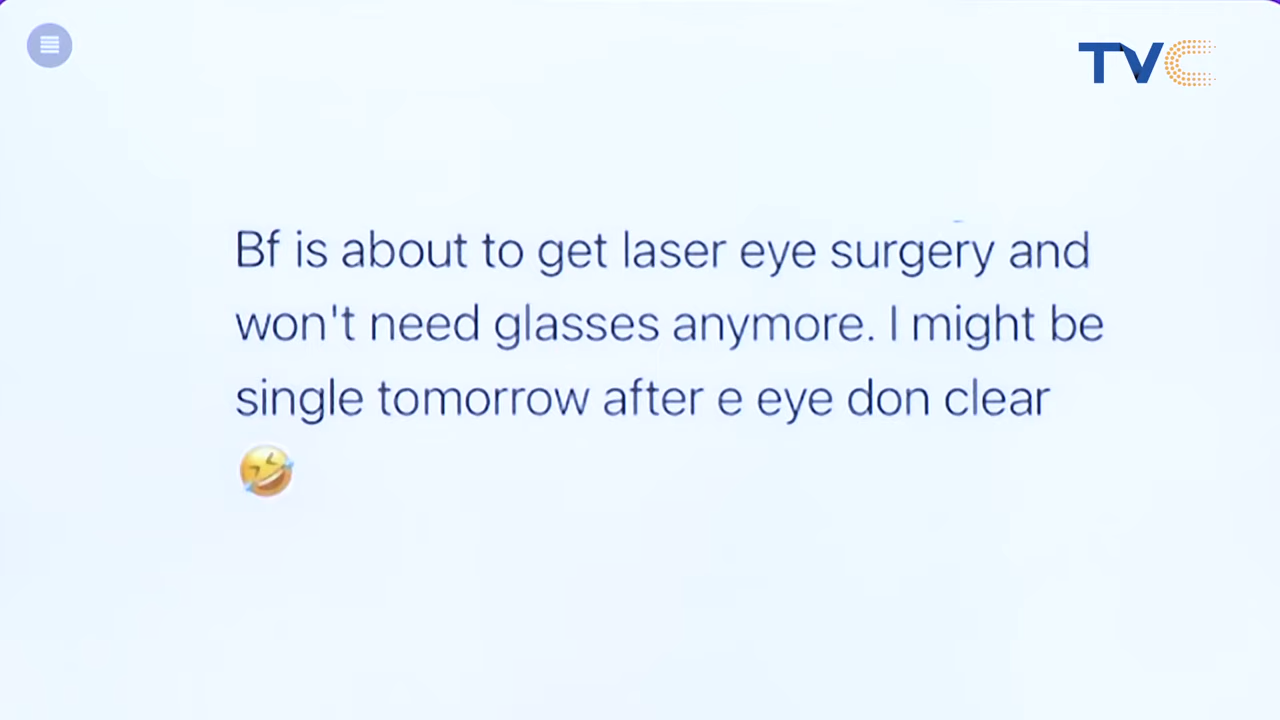 TVC
Bf is about to get laser eye surgery and
won't need glasses anymore. I might be
single tomorrow after e eye don clear
🤣